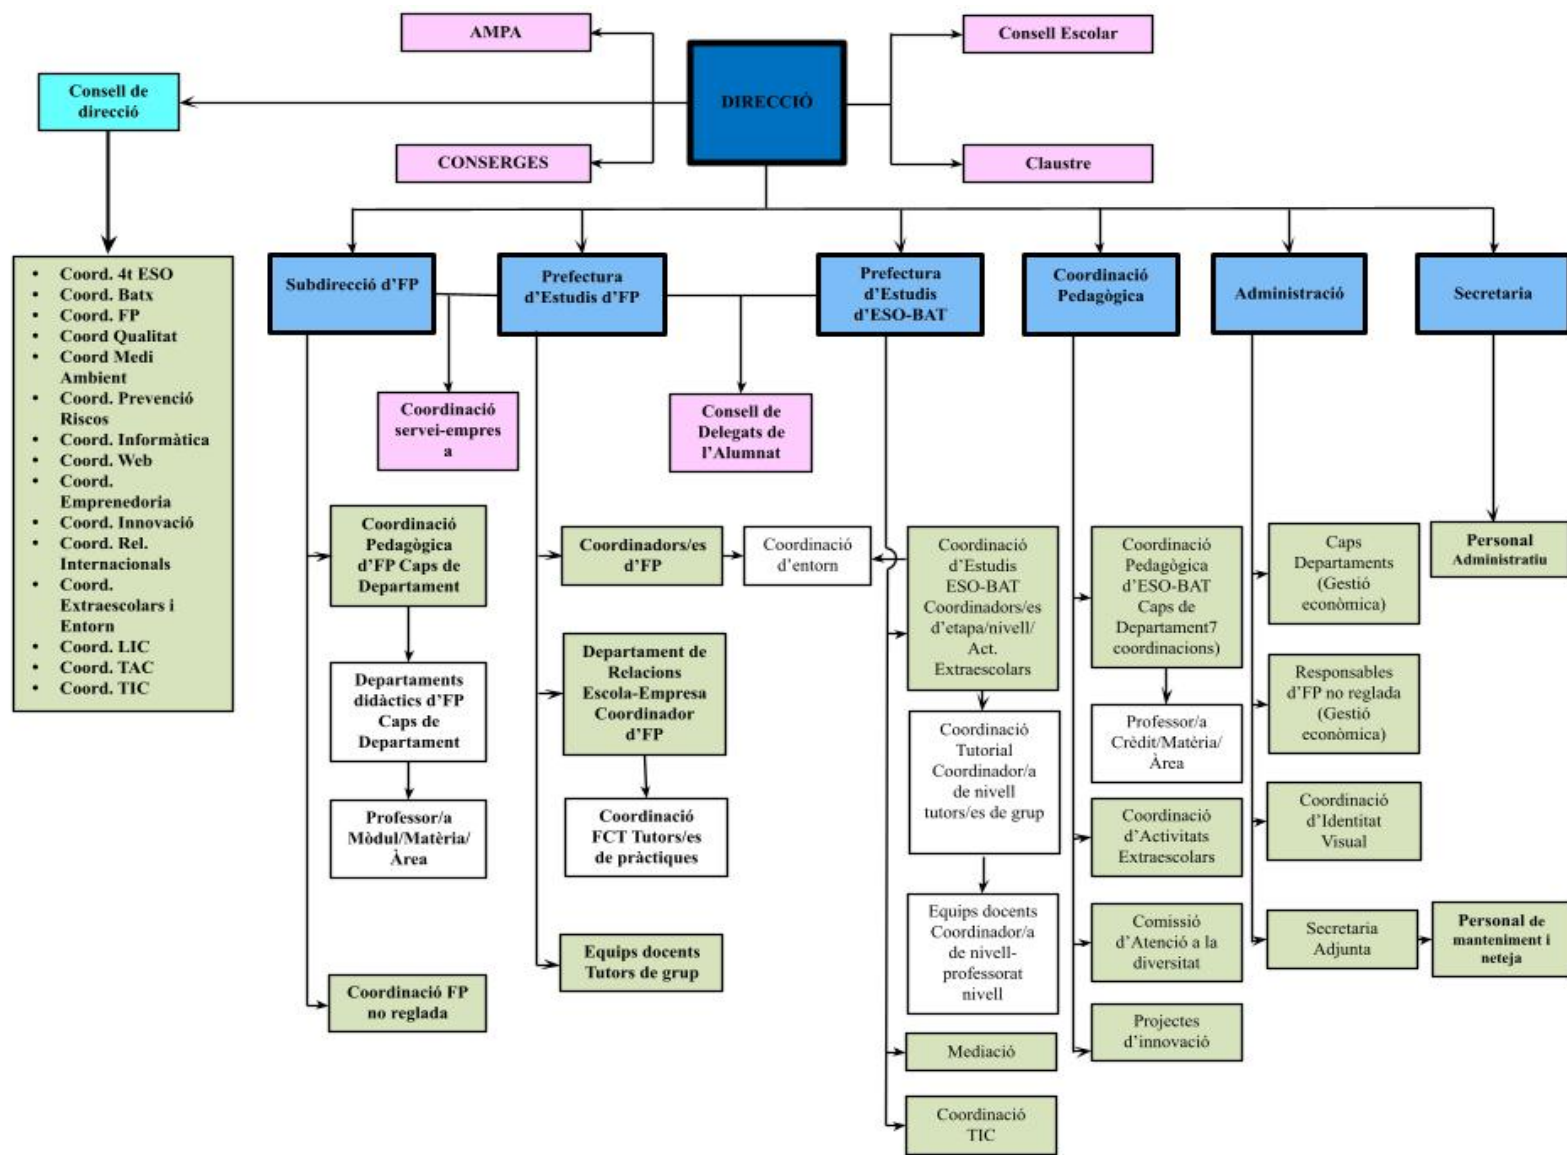 AMPA
Consell Escolar
Consell de
direcció
DIRECCIÓ
CONSERGES
Claustre
• Coord. 4t ESO
• Coord. Batx
• Coord. FP
• Coord Qualitat
• Coord Medi
Ambient
• Coord. Prevenció
Riscos
• Coord. Informàtica
• Coord. Web
• Coord.
Emprenedoria
• Coord. Innovació
• Coord. Rel.
Internacionals
• Coord.
Extraescolars i
Entorn
• Coord. LIC
• Coord. TAC
• Coord. TIC
Subdirecció d'FP
Prefectura
d'Estudis d'FP
Prefectura
d'Estudis
d'ESO-BAT
Coordinació
Pedagògica
Administració
Secretaria
Coordinació
servei-empres
a
Consell de
Delegats de
l'Alumnat
Coordinació
Pedagògica
d'FP Caps de
Departament
Departaments
didàctics d'FP
Caps de
Departament
Professor/a
Mòdul/Matèria/
Àrea
Coordinació FP
no reglada
Coordinadors/es
d'FP
Coordinació
d'entorn
Departament de
Relacions
Escola-Empresa
Coordinador
d'FP
Coordinació
FCT Tutors/es
de pràctiques
Equips docents
Tutors de grup
Coordinació
d'Estudis
ESO-BAT
Coordinadors/es
d'etapa/nivell/
Act.
Extraescolars
Coordinació
Tutorial
Coordinador/a
de nivell
tutors/es de grup
Equips docents
Coordinador/a
de nivell-
professorat
nivell
Mediació
Coordinació
TIC
Coordinació
Pedagògica
d'ESO-BAT
Caps de
Departament7
coordinacions)
Professor/a
Crèdit/Matèria/
Àrea
Coordinació
d'Activitats
Extraescolars
Comissió
d'Atenció a la
diversitat
Projectes
d'innovació
Caps
Departaments
(Gestió
econòmica)
Responsables
d'FP no reglada
(Gestió
econòmica)
Coordinació
d'Identitat
Visual
Secretaria
Adjunta
Personal
Administratiu
Personal de
manteniment i
neteja